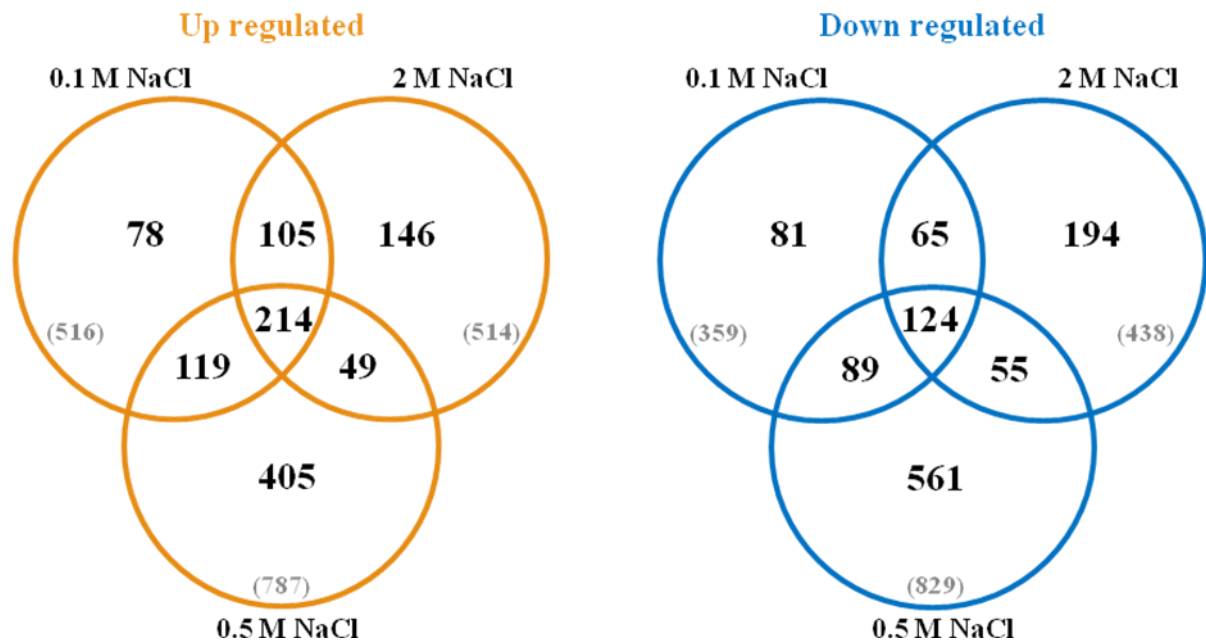 Up regulated
Down regulated
0.1 M NaCl
2 M NaCl
0.1 M NaCl
2 M NaCl
78
105
146
81
65
194
214
124
(516)
(514)
(359)
(438)
119
49
89
55
405
561
(787)
(829)
0.5 M NaCl
0.5 M NaCl